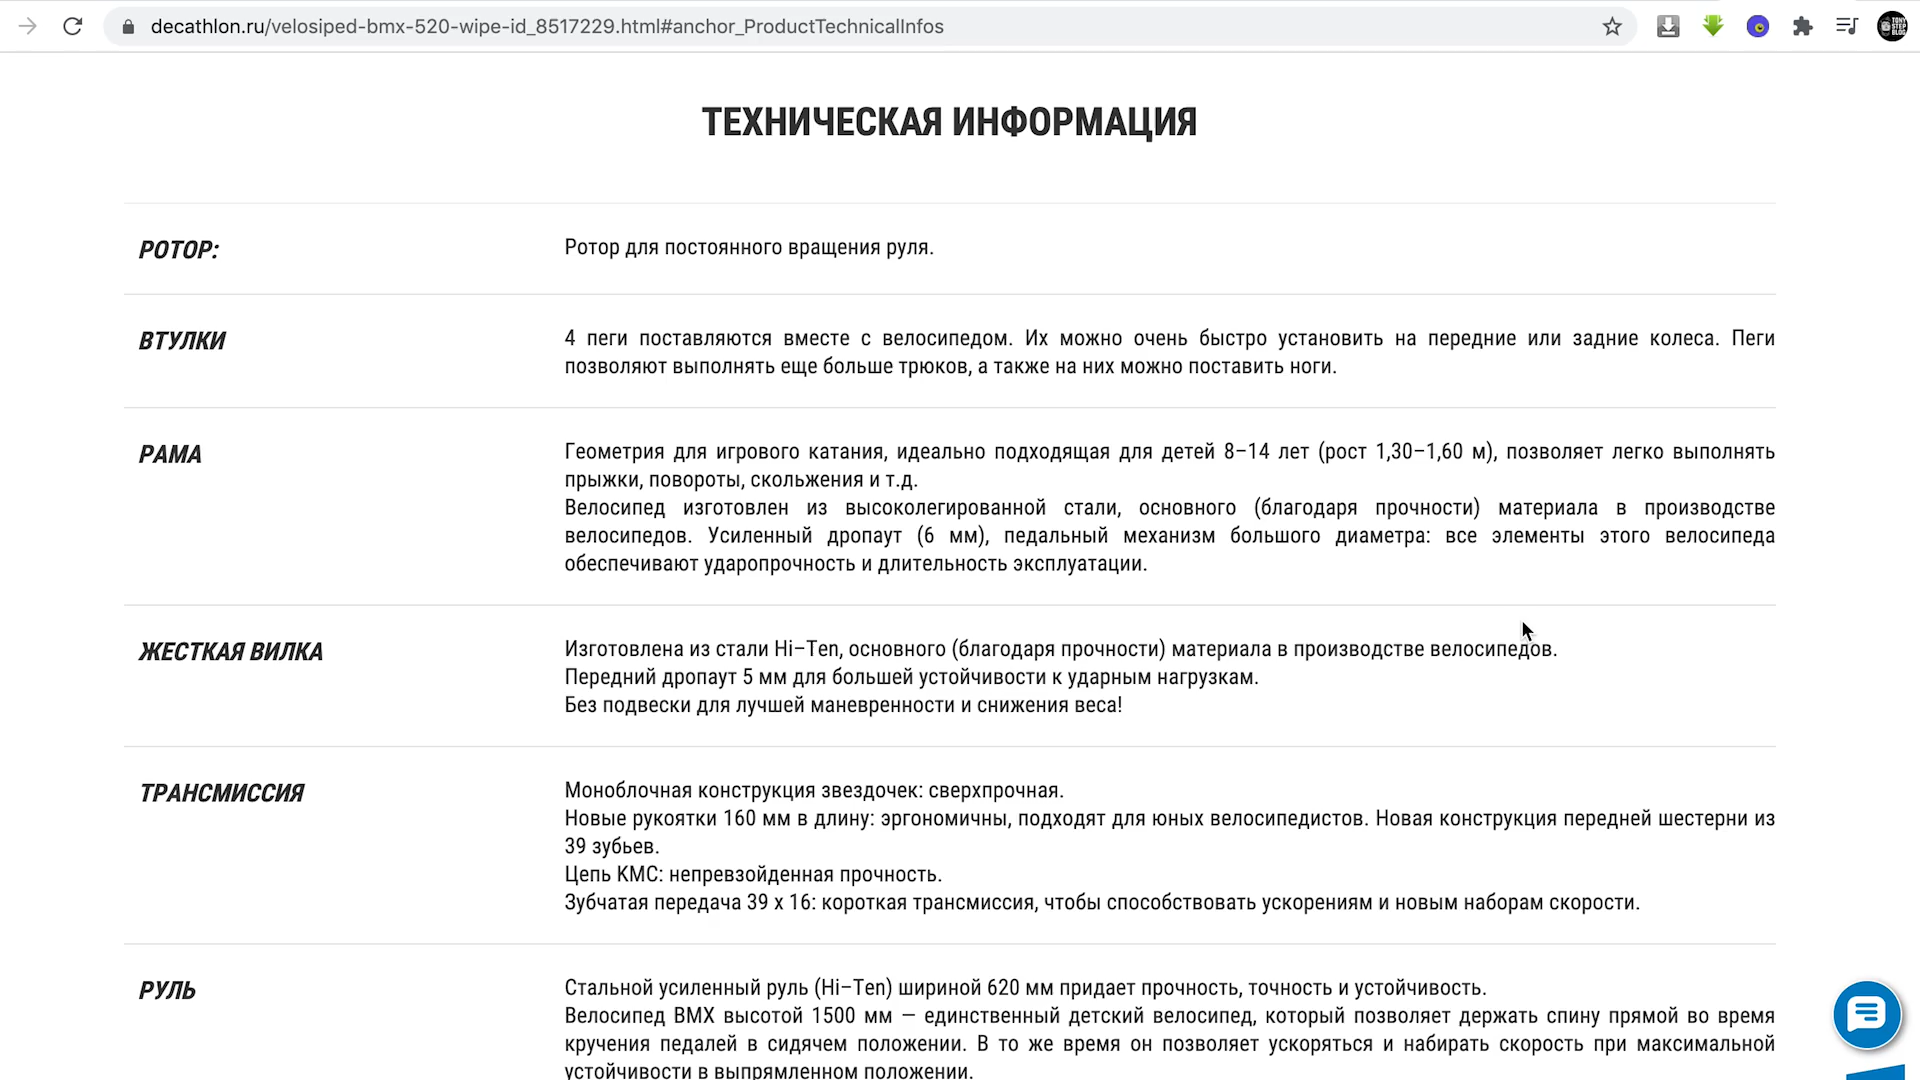 decathlon.ru/velosiped-bmx-520-wipe-id_8517229.html#anchor_ProductTechnicalInfos
ТЕХНИЧЕСКАЯ ИНФОРМАЦИЯ
РОТОР:
Ротор для постоянного вращения руля.
ВТУЛКИ
4 пеги поставляются вместе с велосипедом. Их можно очень быстро установить на передние или задние колеса. Пеги
позволяют выполнять еще больше трюков, а также на них можно поставить ноги.
РАМА
Геометрия для игрового катания, идеально подходящая для детей 8–14 лет (рост 1,30–1,60 м), позволяет легко выполнять
прыжки, повороты, скольжения и т.д.
Велосипед изготовлен из высоколегированной стали, основного (благодаря прочности) материала в производстве
велосипедов. Усиленный дропаут (6 мм), педальный механизм большого диаметра: все элементы этого велосипеда
обеспечивают ударопрочность и длительность эксплуатации.
ЖЕСТКАЯ ВИЛКА
Изготовлена из стали Hi–Ten, основного (благодаря прочности) материала в производстве велосипедов.
Передний дропаут 5 мм для большей устойчивости к ударным нагрузкам.
Без подвески для лучшей маневренности и снижения веса!
ТРАНСМИССИЯ
Моноблочная конструкция звездочек: сверхпрочная.
Новые рукоятки 160 мм в длину: эргономичны, подходят для юных велосипедистов. Новая конструкция передней шестерни из
39 зубьев.
Цепь KMC: непревзойденная прочность.
Зубчатая передача 39 x 16: короткая трансмиссия, чтобы способствовать ускорениям и новым наборам скорости.
РУЛЬ
Стальной усиленный руль (Hi–Ten) шириной 620 мм придает прочность, точность и устойчивость.
Велосипед BMX высотой 1500 мм — единственный детский велосипед, который позволяет держать спину прямой во время
кручения педалей в сидячем положении. В то же время он позволяет ускоряться и набирать скорость при максимальной
устойчивости в выпрямленном положении.